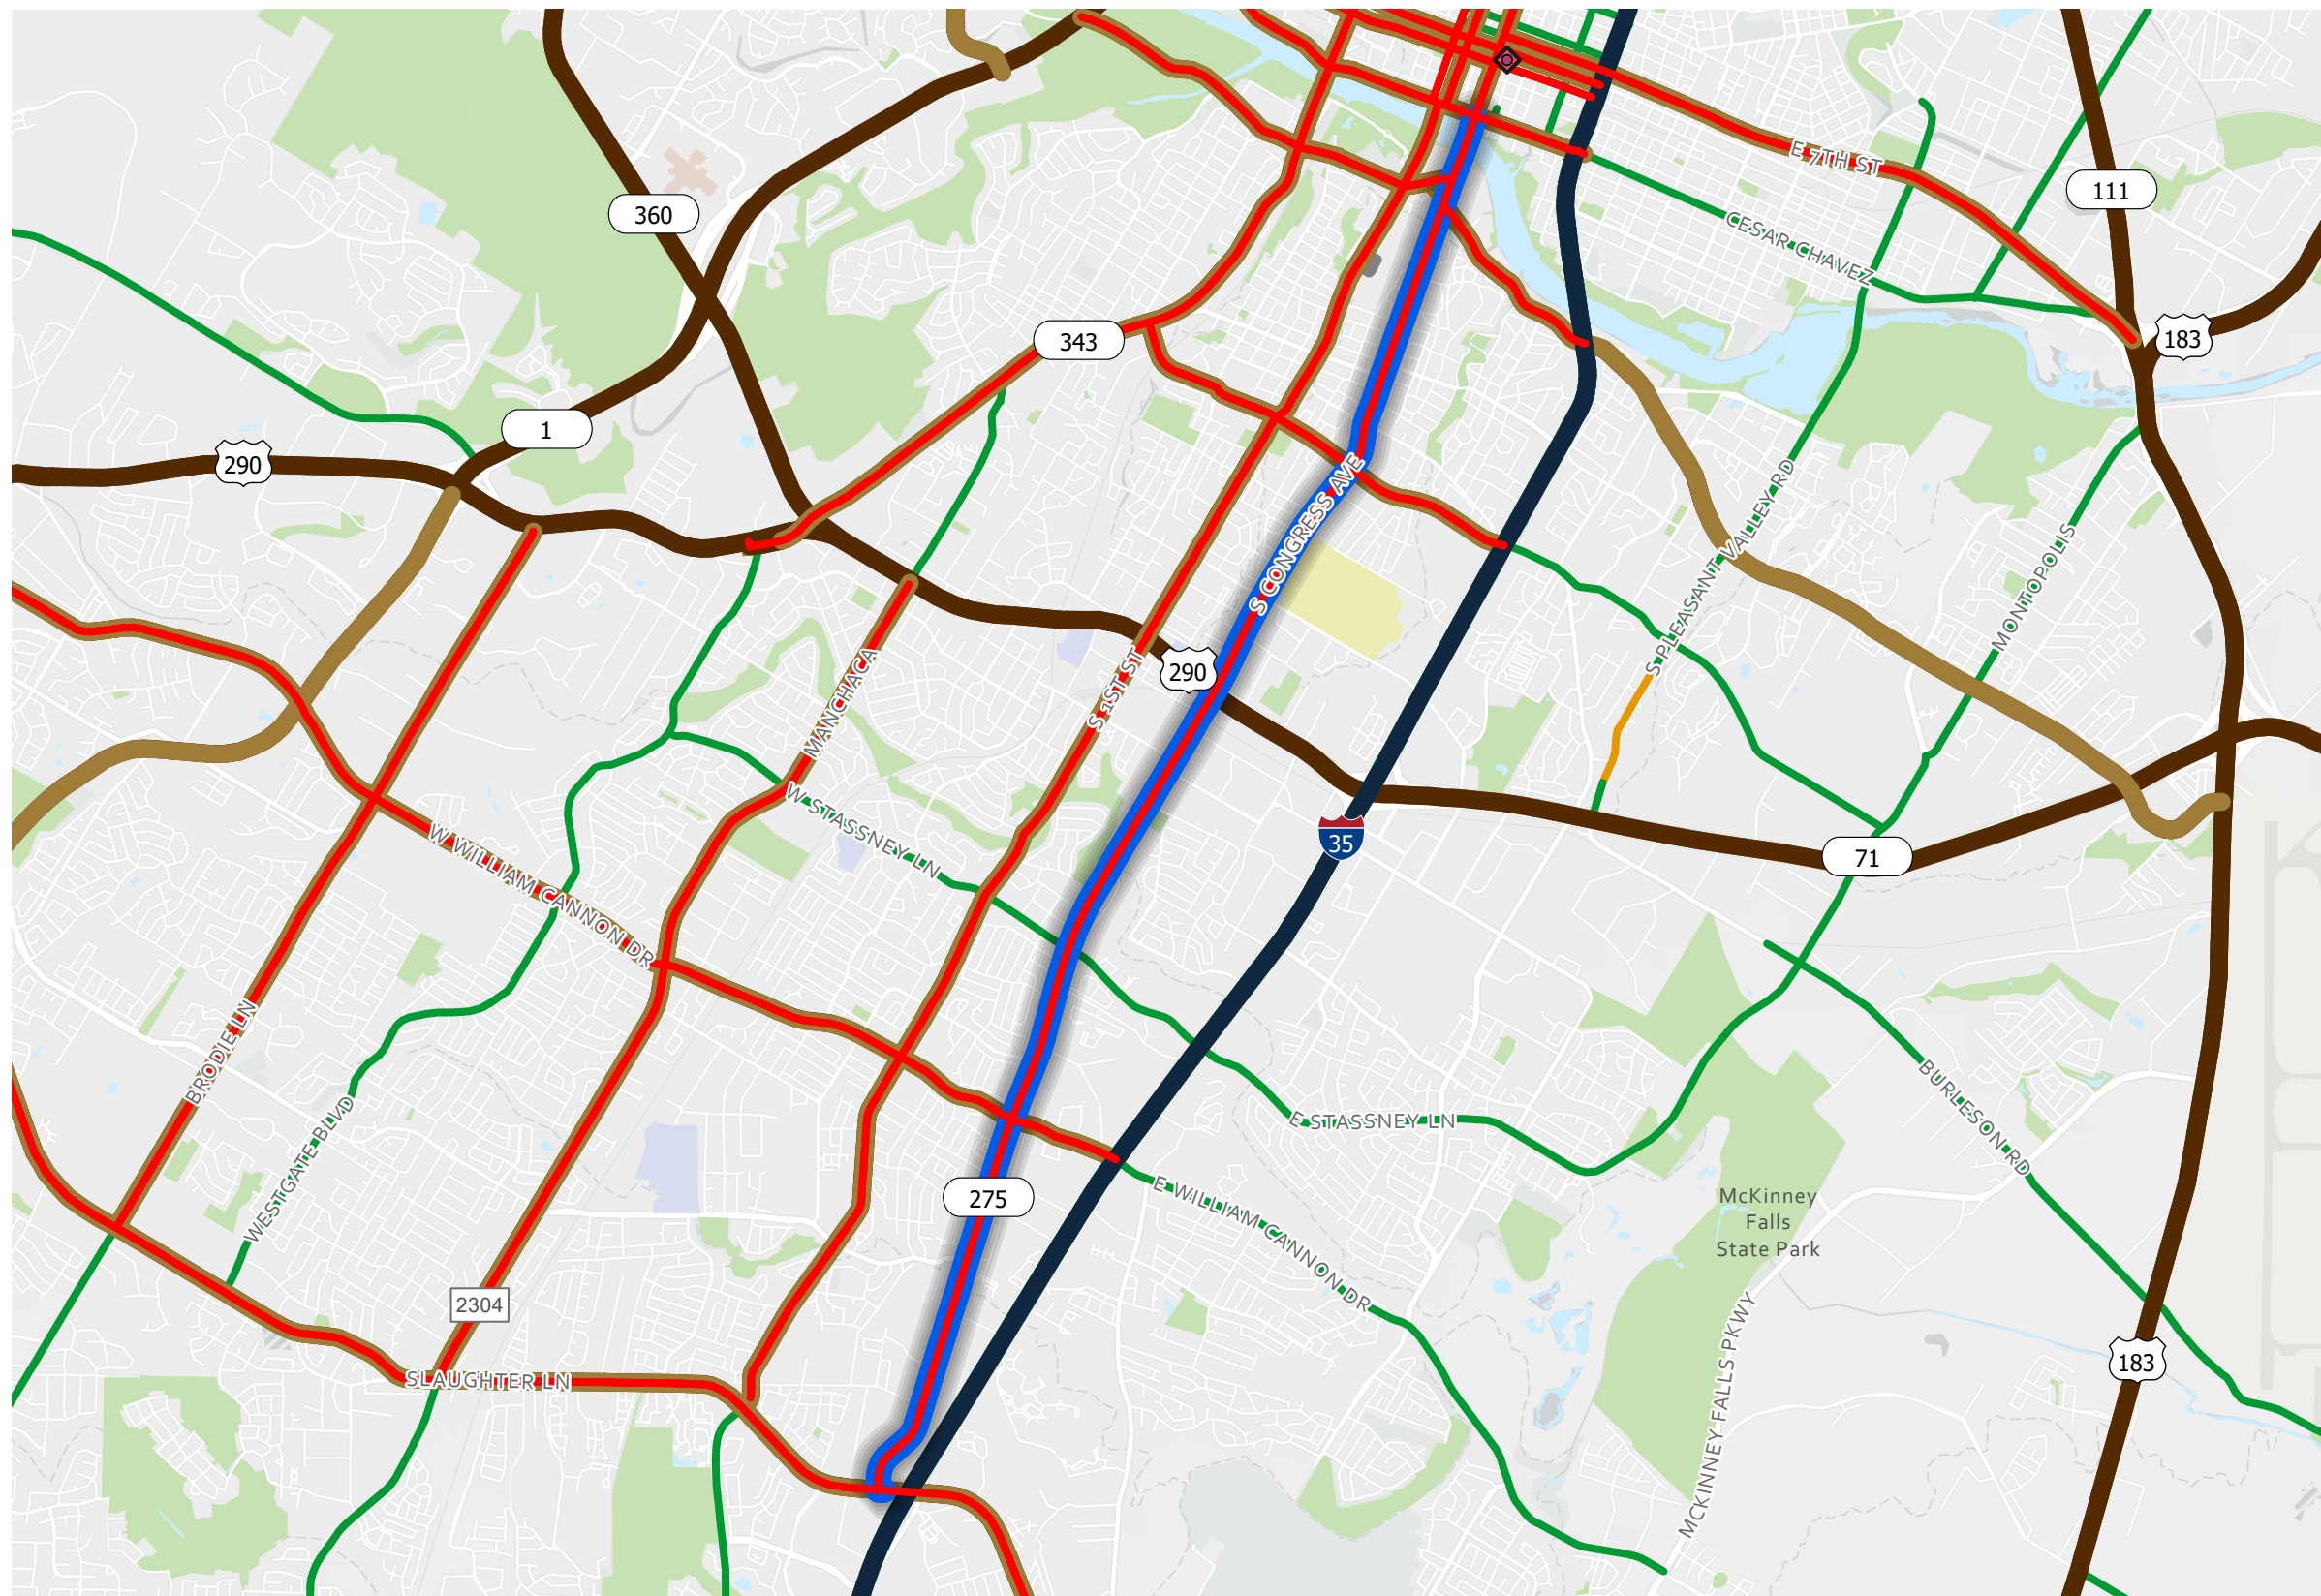 E 7TH ST
111
360
CESAR CHAVEZ
183
343
1
290
S CONGRESS AVE
S PLEASANT VALLEY RD
MONTOPOLIS
MANCHACA
S 1ST ST
290
W STASSNEY LN
35
71
W WILLIAM CANNON DR
BRODIE LN
WESTGATE BLVD
E STASSNEY LN
BURLESON RD
275
E WILLIAM CANNON DR
McKinney
Falls
State Park
2304
MCKINNEY FALLS PKWY
183
SLAUGHTER LN